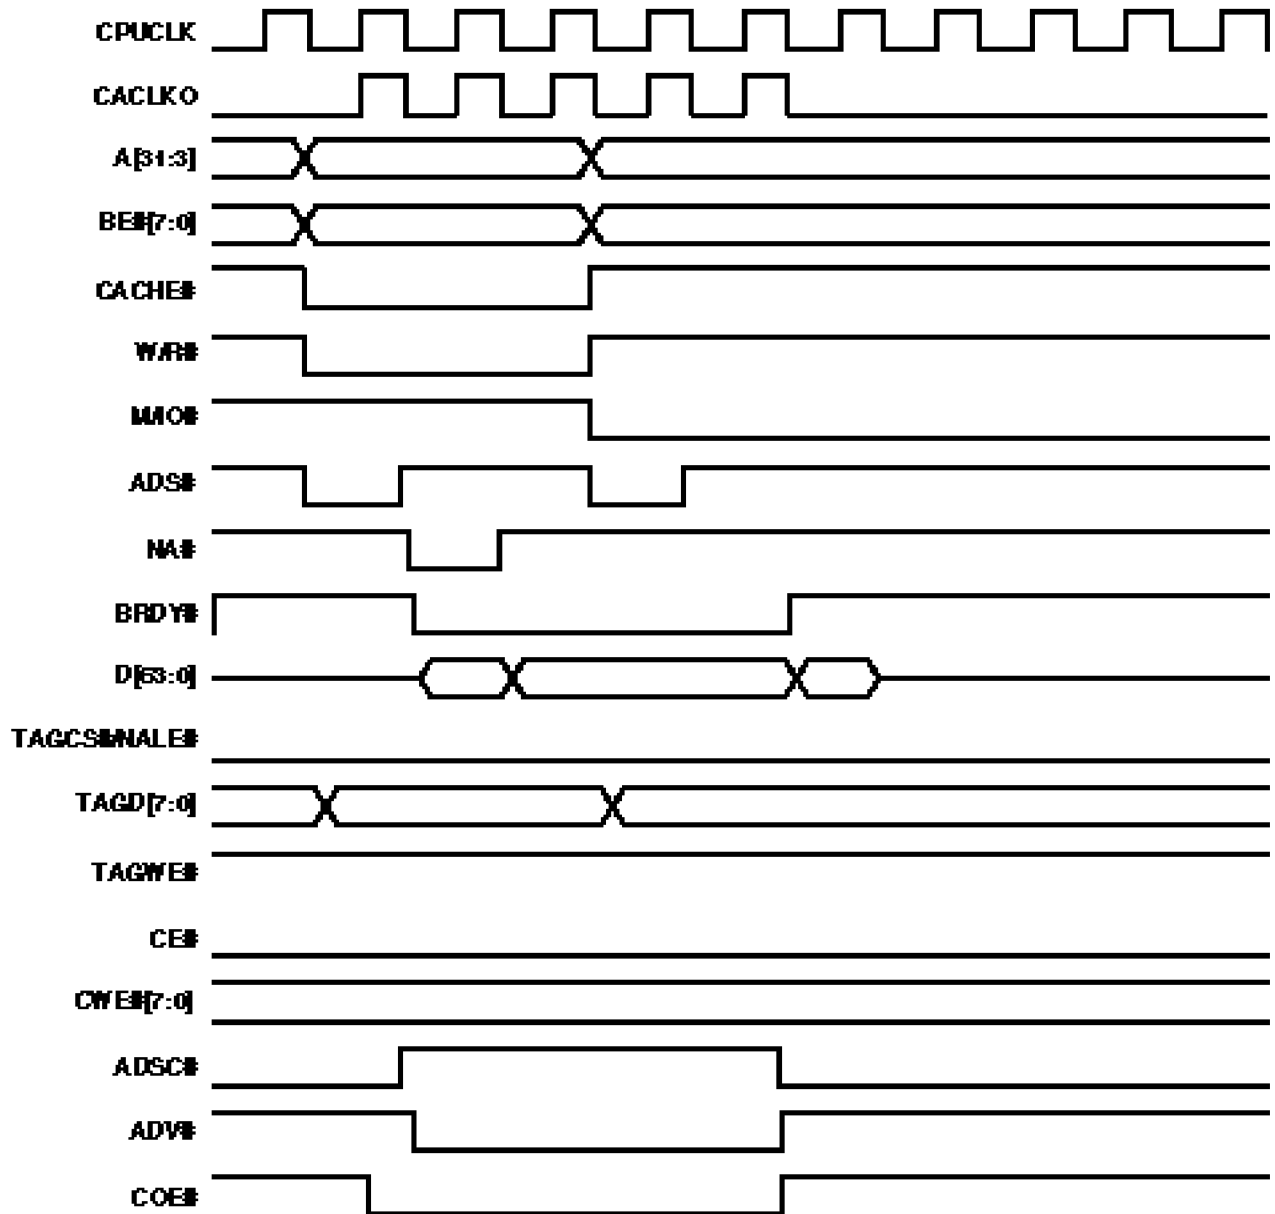 CPUCLK
CACLKO
A[31:3]
BE#[7:0]
CACHE#
W/R#
M/IO#
ADS#
NA#
BRDY#
D[63:0]
TAGCS#/NALE#
TAGD[7:0]
TAGWE#
CE#
CWE#[7:0]
ADSC#
ADV#
COE#